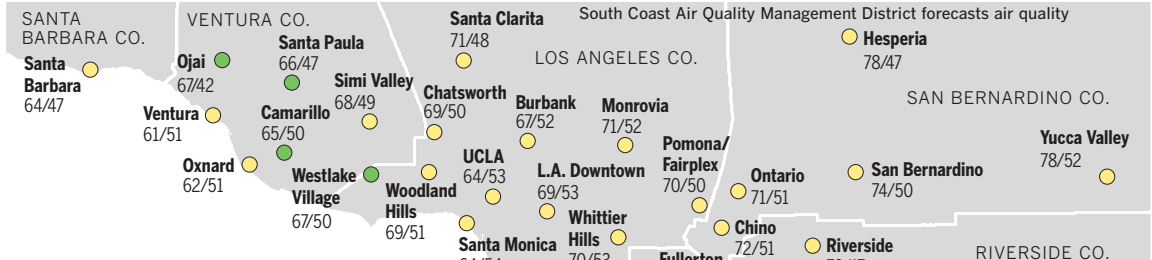 South Coast Air Quality Management District forecasts air quality
SANTA
BARBARA CO.
VENTURA CO.
LOS ANGELES CO.
SAN BERNARDINO CO.
RIVERSIDE CO.
Santa
Barbara
64/47
Ojai
67/42
Santa Paula
66/47
Ventura
61/51
Camarillo
65/50
Simi Valley
68/49
Oxnard
62/51
Westlake
Village
67/50
Santa Clarita
71/48
Chatsworth
69/50
Woodland
Hills
69/51
Burbank
67/52
UCLA
64/53
Santa Monica
Monrovia
71/52
L.A. Downtown
69/53
Whittier
Hills
70/53
Pomona/
Fairplex
70/50
Fullerton
Ontario
71/51
Chino
72/51
Hesperia
78/47
San Bernardino
74/50
Riverside
Yucca Valley
78/52